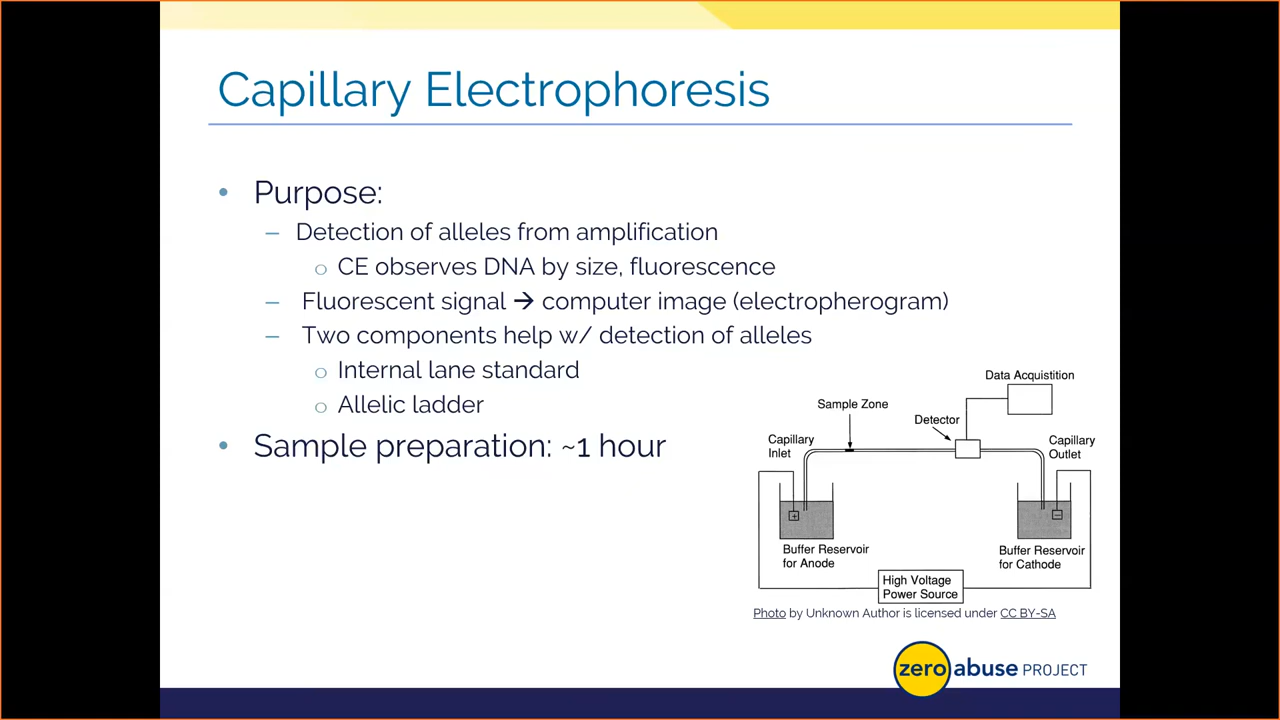 Capillary Electrophoresis
• Purpose:
– Detection of alleles from amplification
o CE observes DNA by size, fluorescence
– Fluorescent signal → computer image (electropherogram)
– Two components help w/ detection of alleles
o Internal lane standard
o Allelic ladder
• Sample preparation: ~1 hour
Data Acquistition
Sample Zone
Detector
Capillary
Inlet
Capillary
Outlet
+
−
Buffer Reservoir
for Anode
Buffer Reservoir
for Cathode
High Voltage
Power Source
Photo by Unknown Author is licensed under CC BY-SA
zero abuse PROJECT